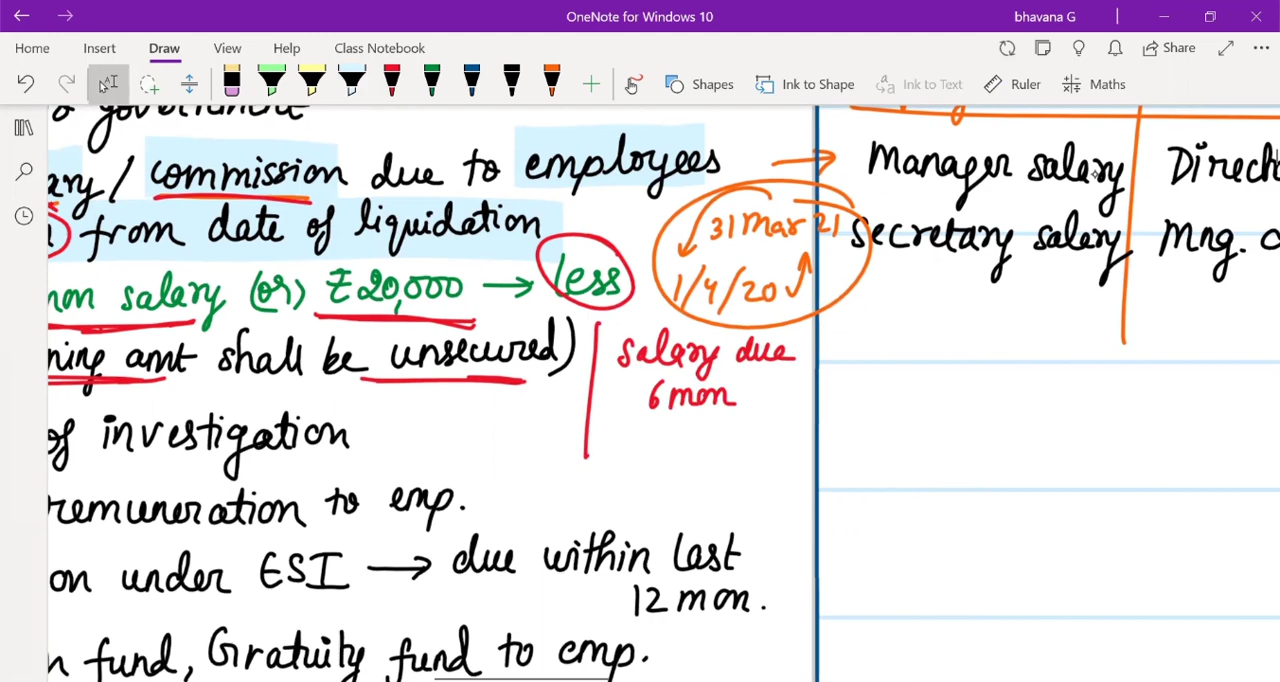 OneNote for Windows 10
bhavana G
Home Insert Draw View Help Class Notebook
Share
Shapes Ink to Shape Ink to Text Ruler Maths
/ commission due to employees
from date of liquidation
salary (or) ₹20,000 → less
amt shall be unsecured)
of investigation
remuneration to emp.
on under ESI → due within last
12 mon.
fund, Gratuity fund to emp.
31 Mar 21
1/4/20
salary due
6 mon
Manager salary
Secretary salary
Mng.